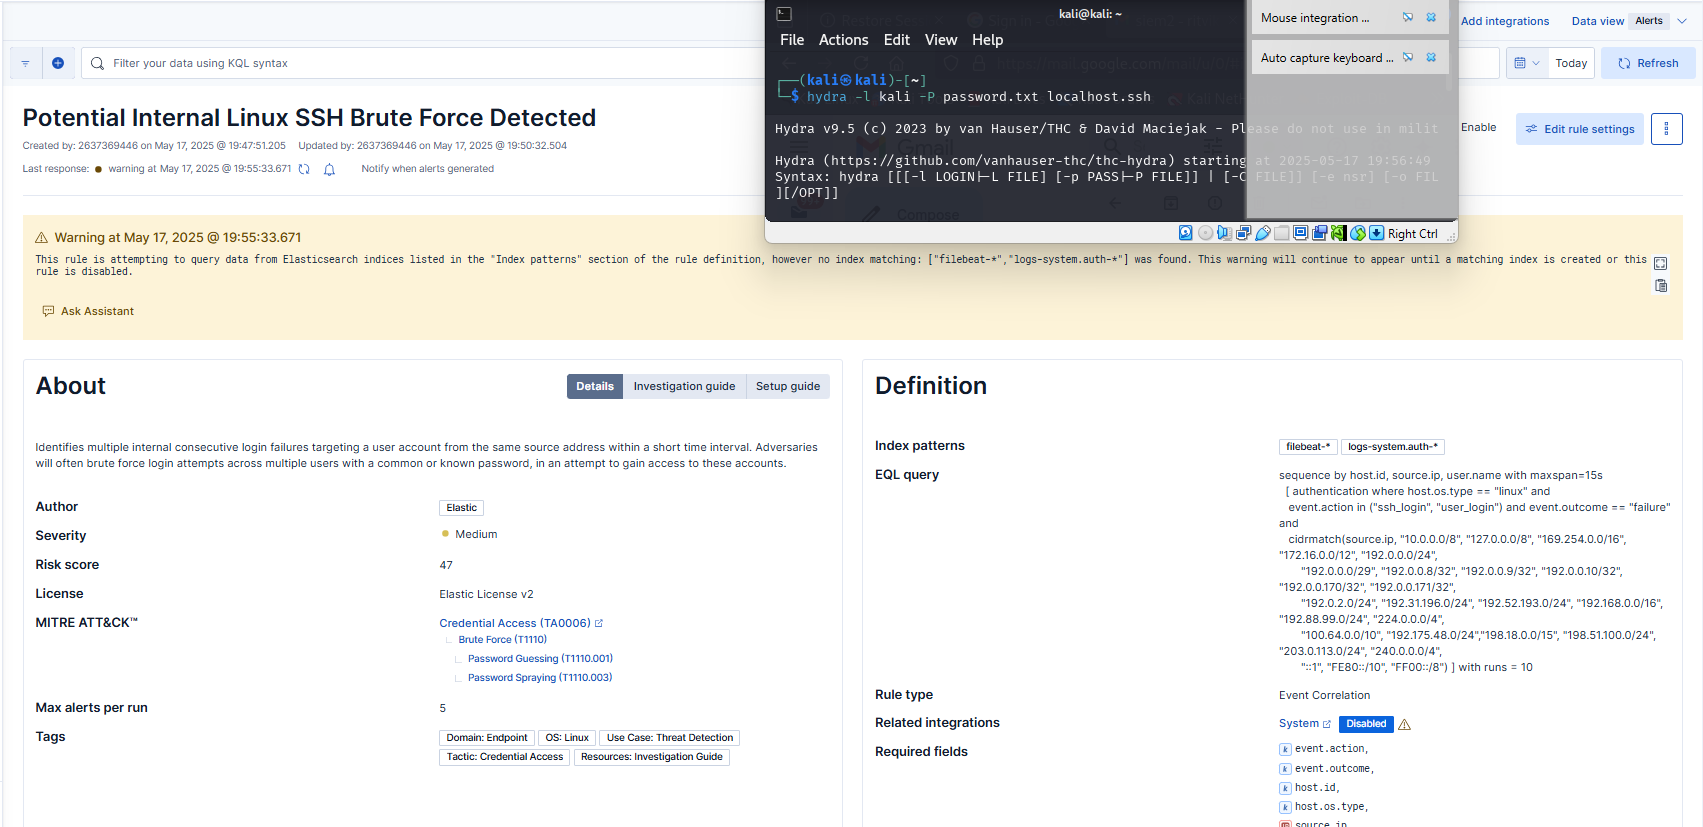 Add integrations
Data view
Alerts
Filter your data using KQL syntax
Today
Refresh
Potential Internal Linux SSH Brute Force Detected
Created by: 2637369446 on May 17, 2025 @ 19:47:51.205
Updated by: 2637369446 on May 17, 2025 @ 19:50:32.504
Last response:
warning at May 17, 2025 @ 19:55:33.671
Notify when alerts generated
Enable
Edit rule settings
kali@kali: ~
File Actions Edit View Help
(kali㉿kali)-[~]
$ hydra -l kali -P password.txt localhost.ssh
Hydra v9.5 (c) 2023 by van Hauser/THC & David Maciejak - Please do not use in milit
Hydra (https://github.com/vanhauser-thc/thc-hydra) starting at 2025-05-17 19:56:49
Syntax: hydra [[[-l LOGIN|-L FILE] [-p PASS|-P FILE]] | [-C FILE]] [-e nsr] [-o FIL
][/OPT]]
Mouse integration ...
Auto capture keyboard ...
Gmail
Compose
Right Ctrl
Warning at May 17, 2025 @ 19:55:33.671
This rule is attempting to query data from Elasticsearch indices listed in the "Index patterns" section of the rule definition, however no index matching: ["filebeat-*","logs-system.auth-*"] was found. This warning will continue to appear until a matching index is created or this
rule is disabled.
Ask Assistant
About
Details
Investigation guide
Setup guide
Identifies multiple internal consecutive login failures targeting a user account from the same source address within a short time interval. Adversaries
will often brute force login attempts across multiple users with a common or known password, in an attempt to gain access to these accounts.
Author
Elastic
Severity
Medium
Risk score
47
License
Elastic License v2
MITRE ATT&CK™
Credential Access (TA0006)
Brute Force (T1110)
Password Guessing (T1110.001)
Password Spraying (T1110.003)
Max alerts per run
5
Tags
Domain: Endpoint
OS: Linux
Use Case: Threat Detection
Tactic: Credential Access
Resources: Investigation Guide
Definition
Index patterns
filebeat-*
logs-system.auth-*
EQL query
sequence by host.id, source.ip, user.name with maxspan=15s
[ authentication where host.os.type == "linux" and
event.action in ("ssh_login", "user_login") and event.outcome == "failure"
and
cidrmatch(source.ip, "10.0.0.0/8", "127.0.0.0/8", "169.254.0.0/16",
"172.16.0.0/12", "192.0.0.0/24",
"192.0.0.0/29", "192.0.0.8/32", "192.0.0.9/32", "192.0.0.10/32",
"192.0.0.170/32", "192.0.0.171/32",
"192.0.2.0/24", "192.31.196.0/24", "192.52.193.0/24", "192.168.0.0/16",
"192.88.99.0/24", "224.0.0.0/4",
"100.64.0.0/10", "192.175.48.0/24","198.18.0.0/15", "198.51.100.0/24",
"203.0.113.0/24", "240.0.0.0/4",
"::1", "FE80::/10", "FF00::/8") ] with runs = 10
Rule type
Event Correlation
Related integrations
System
Disabled
Required fields
event.action,
event.outcome,
host.id,
host.os.type,
source.ip